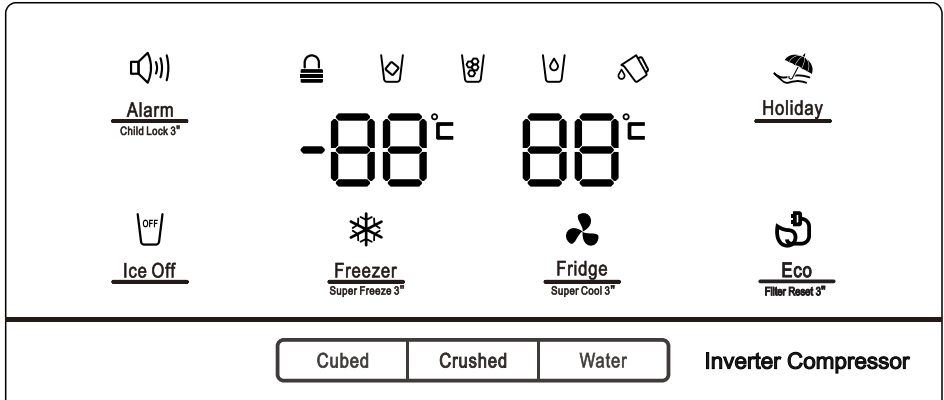 Alarm
Child Lock 3"
-88°C
88°C
Holiday
OFF
Ice Off
Freezer
Super Freeze 3"
Fridge
Super Cool 3"
Eco
Filter Reset 3"
Cubed
Crushed
Water
Inverter Compressor